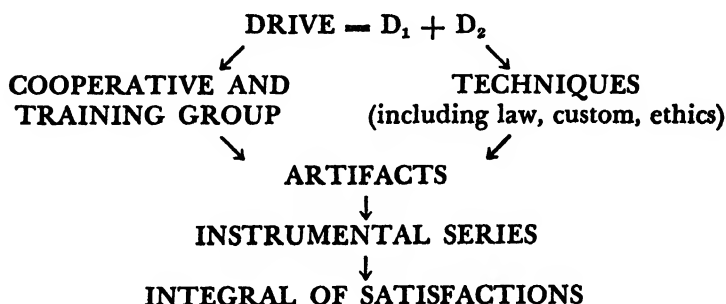 DRIVE = D₁ + D₂
COOPERATIVE AND TRAINING GROUP
TECHNIQUES
(including law, custom, ethics)
ARTIFACTS
INSTRUMENTAL SERIES
INTEGRAL OF SATISFACTIONS